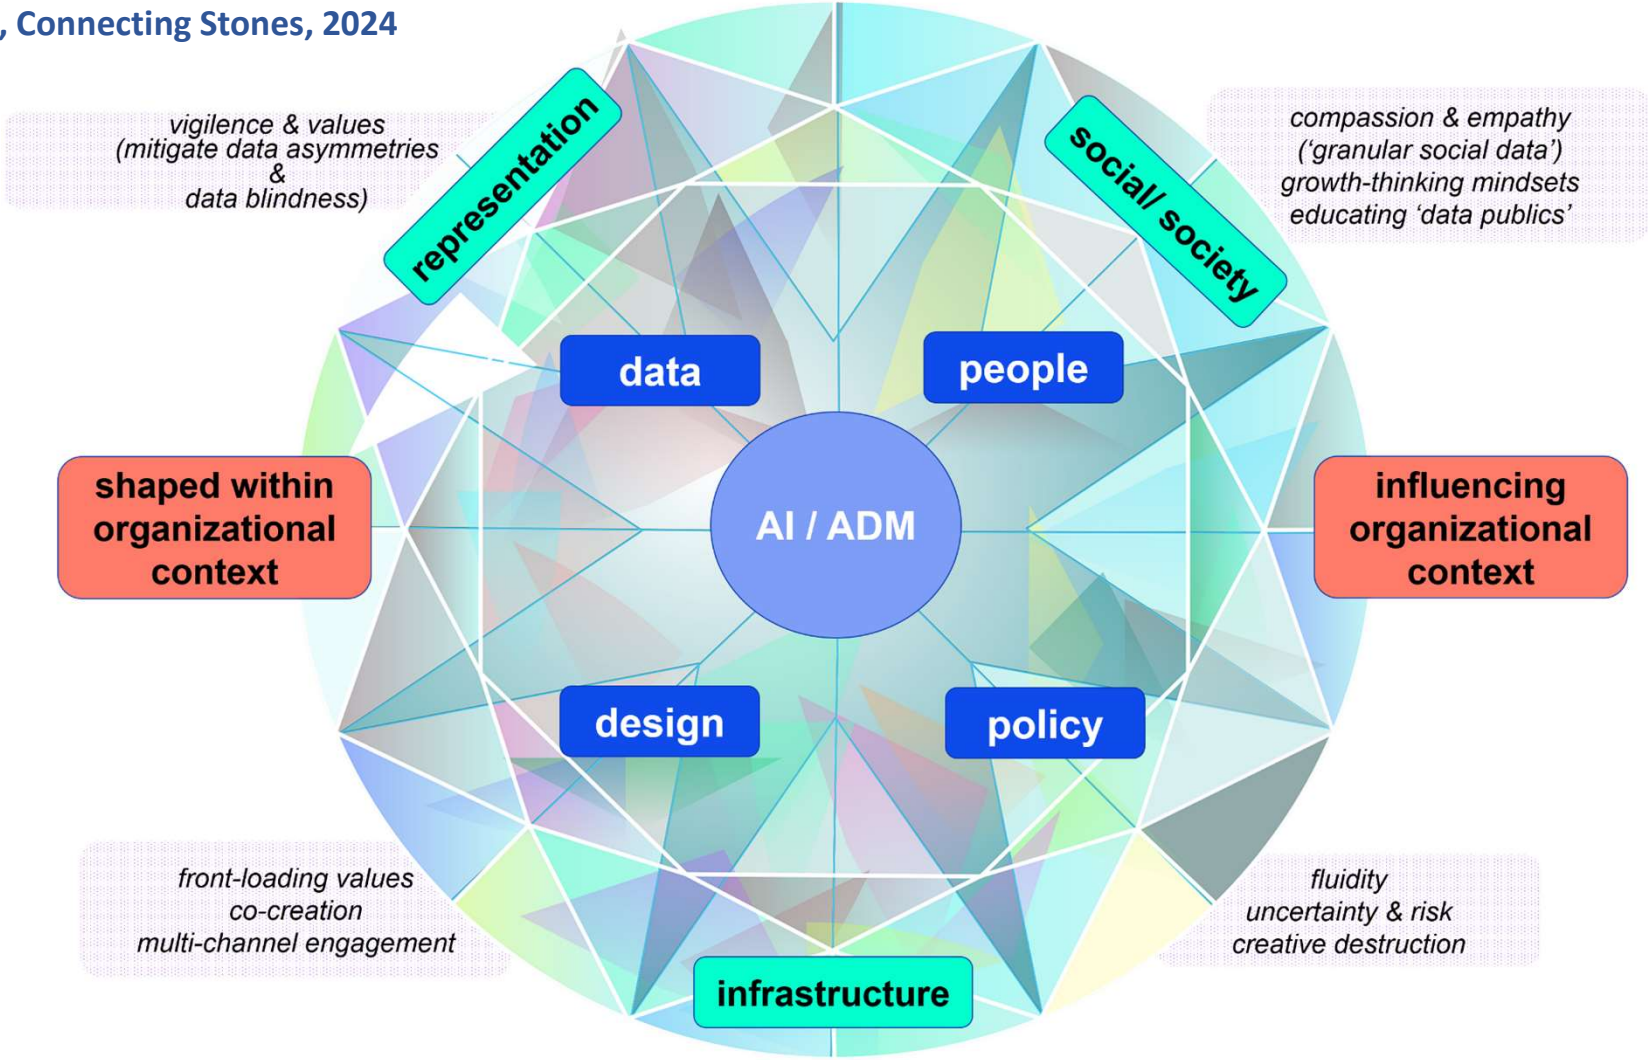 , Connecting Stones, 2024
vigilence & values
(mitigate data asymmetries
&
data blindness)
representation
social/ society
compassion & empathy
(‘granular social data’)
growth-thinking mindsets
educating ‘data publics’
data
people
shaped within
organizational
context
AI / ADM
influencing
organizational
context
design
policy
front-loading values
co-creation
multi-channel engagement
infrastructure
fluidity
uncertainty & risk
creative destruction